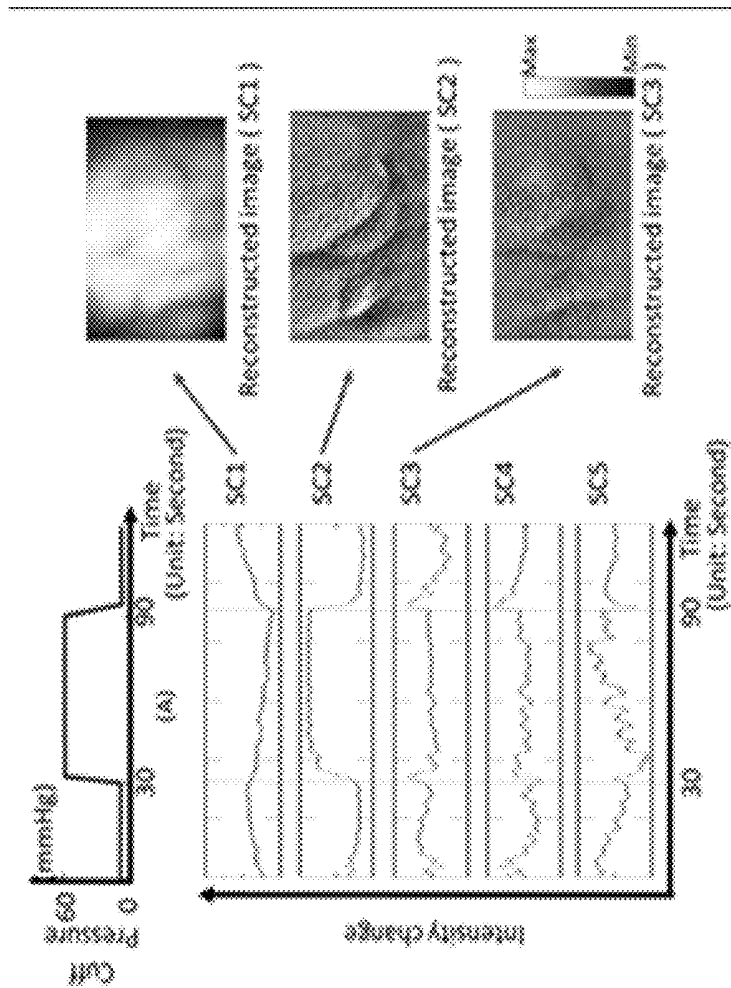 Cuff
Pressure
[mmHg]
60
0
30
90
Time
(Unit: Second)
(A)
Intensity change
SC1
SC2
SC3
SC4
SC5
30
90
Time
(Unit: Second)
Reconstructed image ( SC1 )
Reconstructed image ( SC2 )
Reconstructed image ( SC3 )
Max
Min